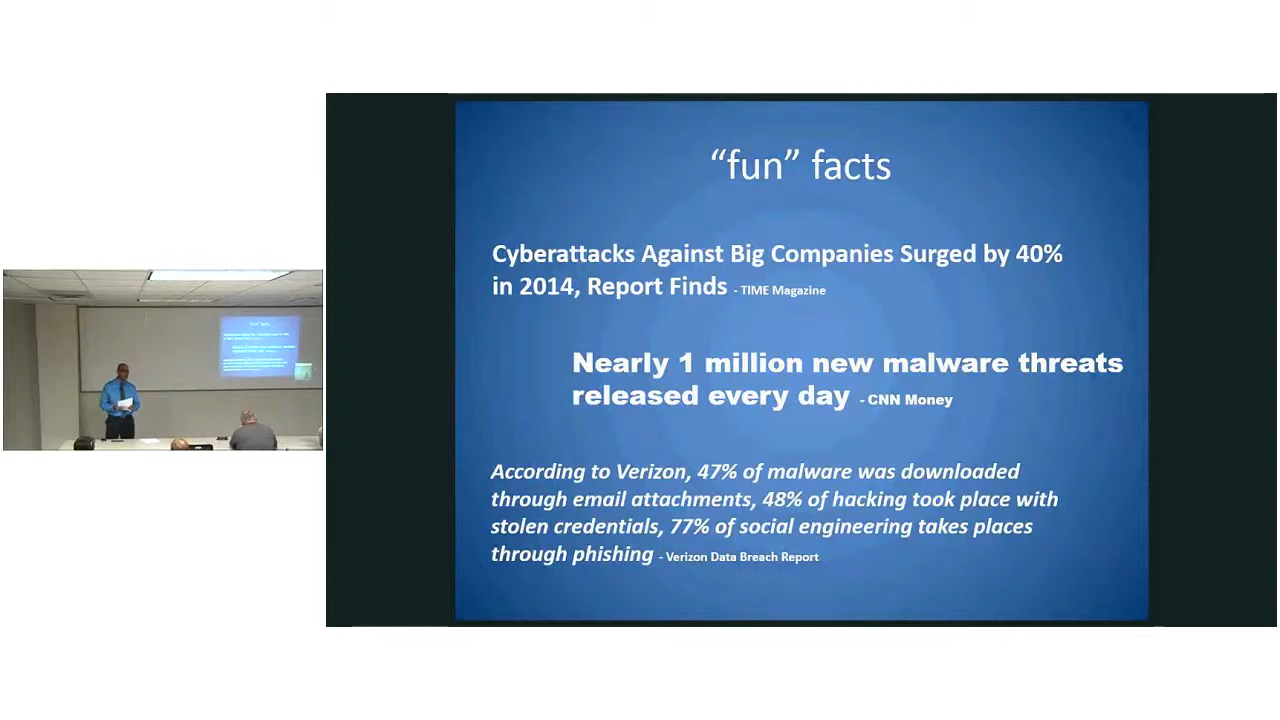 “fun” facts
Cyberattacks Against Big Companies Surged by 40%
in 2014, Report Finds - TIME Magazine
Nearly 1 million new malware threats
released every day - CNN Money
According to Verizon, 47% of malware was downloaded
through email attachments, 48% of hacking took place with
stolen credentials, 77% of social engineering takes places
through phishing - Verizon Data Breach Report